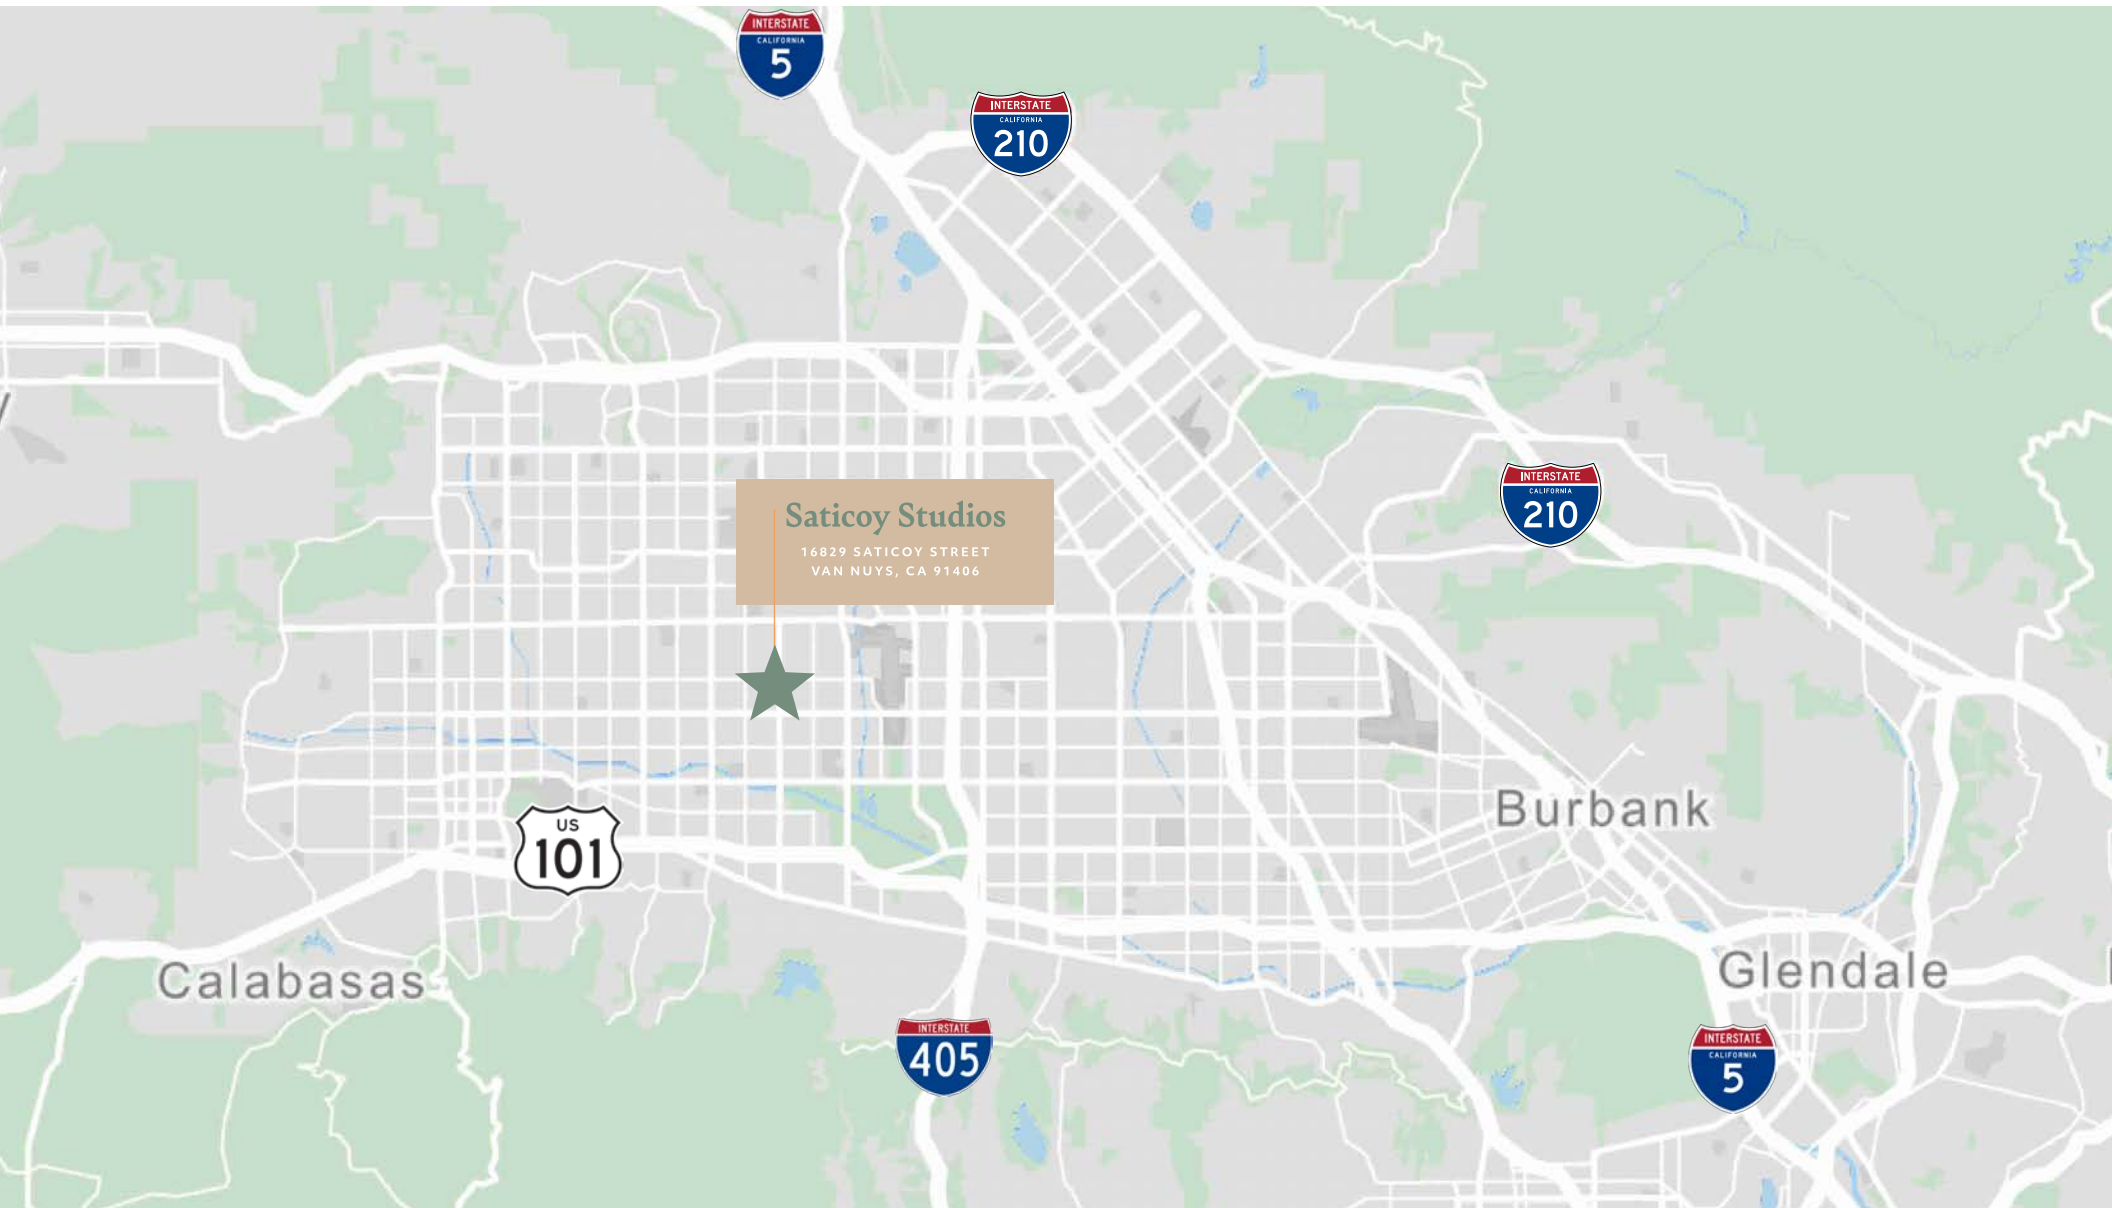 INTERSTATE
CALIFORNIA
5
INTERSTATE
CALIFORNIA
210
INTERSTATE
CALIFORNIA
210
Saticoy Studios
16829 SATICOY STREET
VAN NUYS, CA 91406
Burbank
US
101
Calabasas
Glendale
INTERSTATE
405
INTERSTATE
CALIFORNIA
5